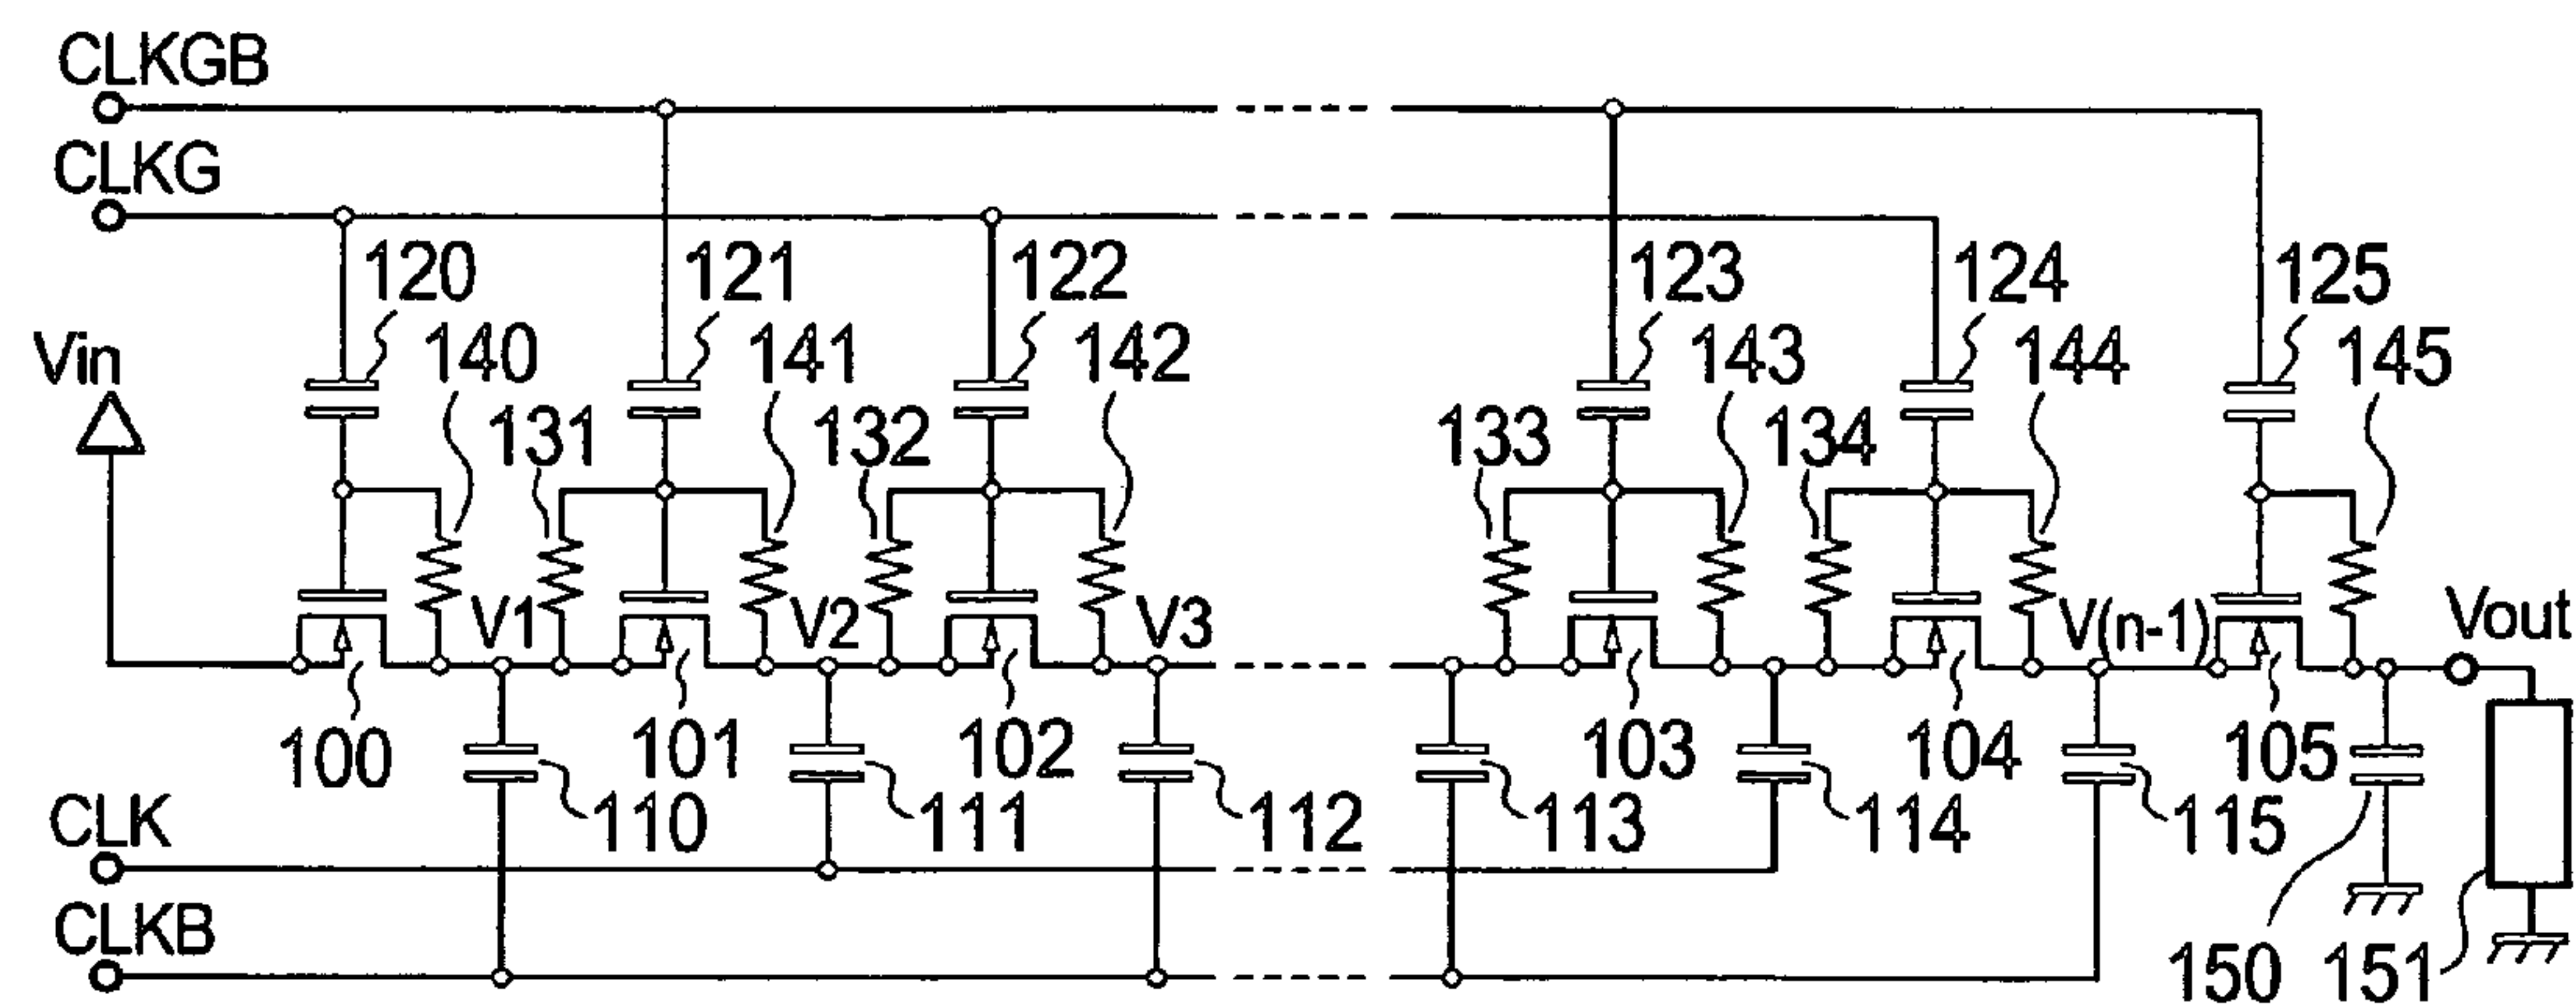 CLKGB
CLKG
120 121 122 123 124 125
Vin 140 141 142 143 144 145
131 132 133 134
V1 V2 V3 V(n-1) Vout
100 101 102 103 104 105
110 111 112 113 114 115
CLK
CLKB
150 151